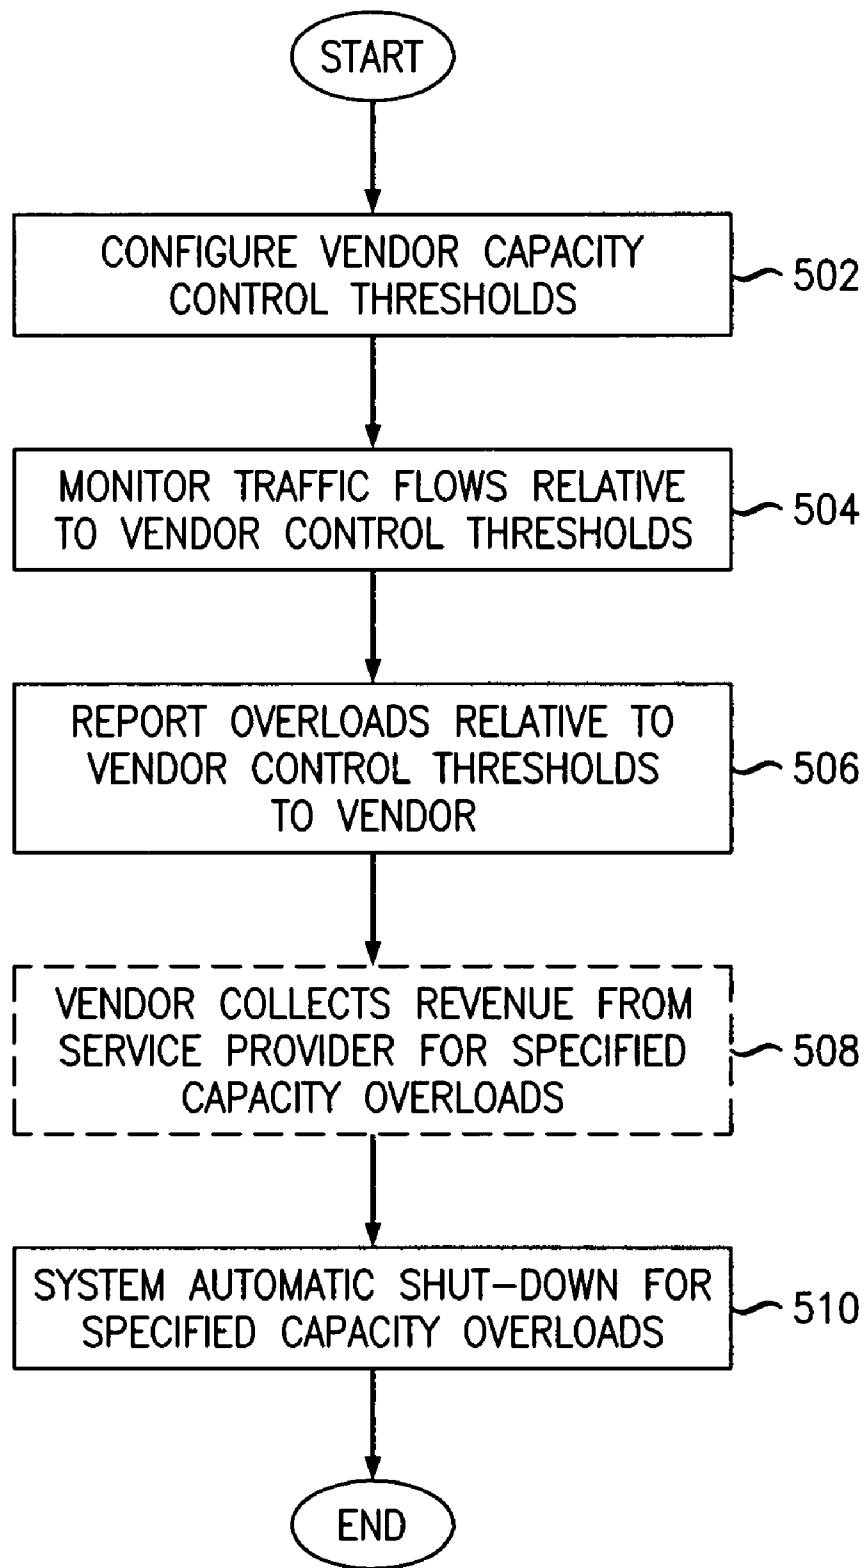 START
CONFIGURE VENDOR CAPACITY
CONTROL THRESHOLDS
502
MONITOR TRAFFIC FLOWS RELATIVE
TO VENDOR CONTROL THRESHOLDS
504
REPORT OVERLOADS RELATIVE TO
VENDOR CONTROL THRESHOLDS
TO VENDOR
506
VENDOR COLLECTS REVENUE FROM
SERVICE PROVIDER FOR SPECIFIED
CAPACITY OVERLOADS
508
SYSTEM AUTOMATIC SHUT-DOWN FOR
SPECIFIED CAPACITY OVERLOADS
510
END